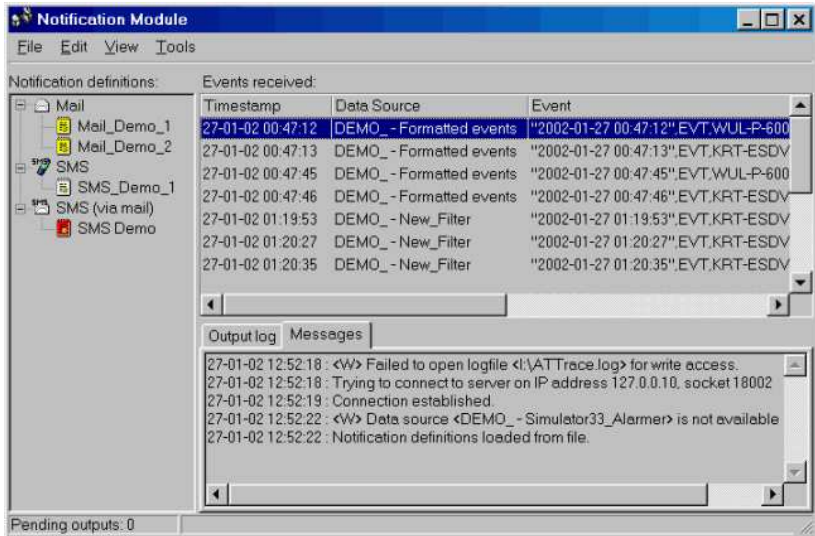 Notification Module
File Edit View Tools
Notification definitions:
Mail
Mail_Demo_1
Mail_Demo_2
SMS
SMS_Demo_1
SMS (via mail)
SMS Demo
Events received:
Timestamp Data Source Event
27-01-02 00:47:12 DEMO_ - Formatted events "2002-01-27 00:47:12",EVT,WUL-P-600
27-01-02 00:47:13 DEMO_ - Formatted events "2002-01-27 00:47:13",EVT,KRT-ESDV
27-01-02 00:47:45 DEMO_ - Formatted events "2002-01-27 00:47:45",EVT,WUL-P-600
27-01-02 00:47:46 DEMO_ - Formatted events "2002-01-27 00:47:46",EVT,KRT-ESDV
27-01-02 01:19:53 DEMO_ - New_Filter "2002-01-27 01:19:53",EVT,KRT-ESDV
27-01-02 01:20:27 DEMO_ - New_Filter "2002-01-27 01:20:27",EVT,KRT-ESDV
27-01-02 01:20:35 DEMO_ - New_Filter "2002-01-27 01:20:35",EVT,KRT-ESDV
Output log Messages
27-01-02 12:52:18 : <W> Failed to open logfile <I:\ATTrace.log> for write access.
27-01-02 12:52:18 : Trying to connect to server on IP address 127.0.0.10, socket 18002
27-01-02 12:52:19 : Connection established.
27-01-02 12:52:22 : <W> Data source <DEMO_ - Simulator33_Alarmer> is not available
27-01-02 12:52:22 : Notification definitions loaded from file.
Pending outputs: 0